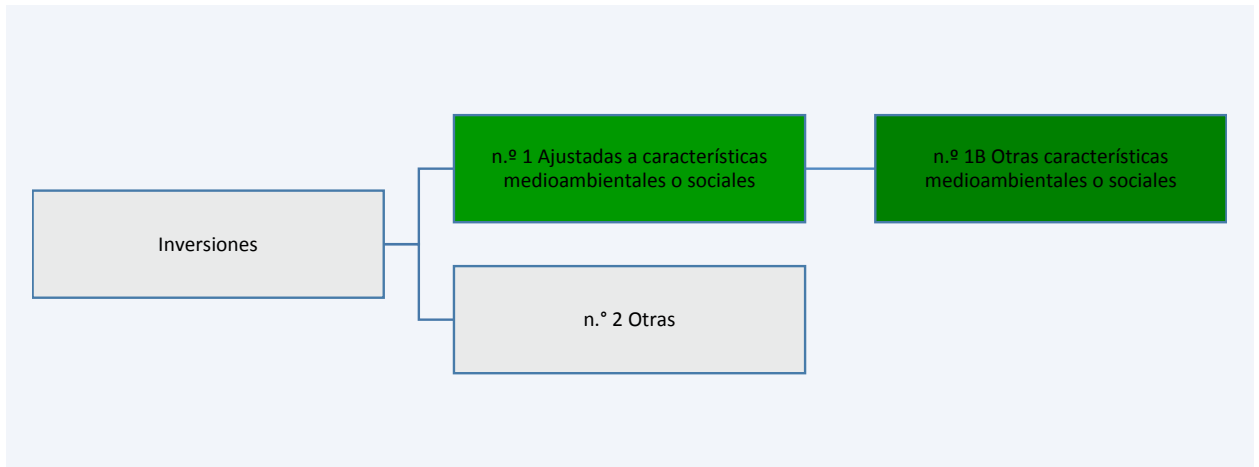 n.º 1 Ajustadas a características
medioambientales o sociales
n.º 1B Otras características
medioambientales o sociales
Inversiones
n.° 2 Otras